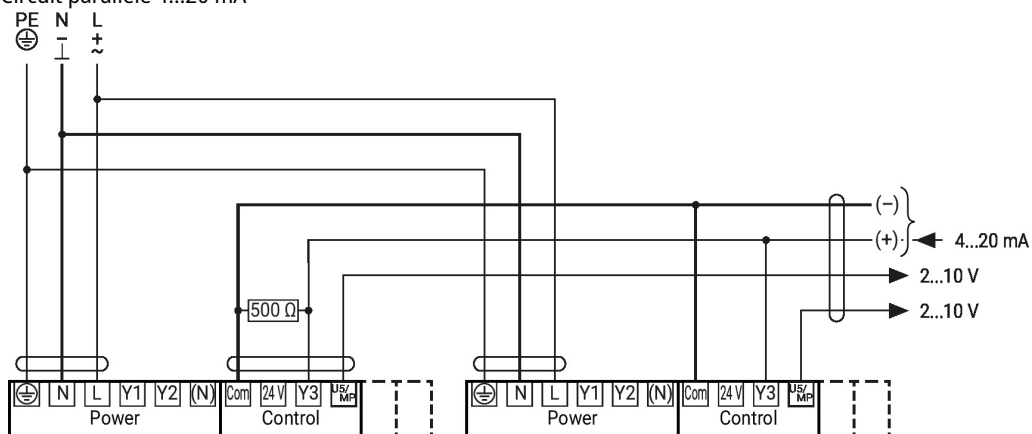 Circuit parallèle 4...20 mA
PE N L
⏚ - +
⊥ ~
(–)
(+) 4...20 mA
2...10 V
500 Ω 2...10 V
⏚ N L Y1 Y2 (N) Com 24 V Y3 U5/MP ⏚ N L Y1 Y2 (N) Com 24 V Y3 U5/MP
Power Control Power Control